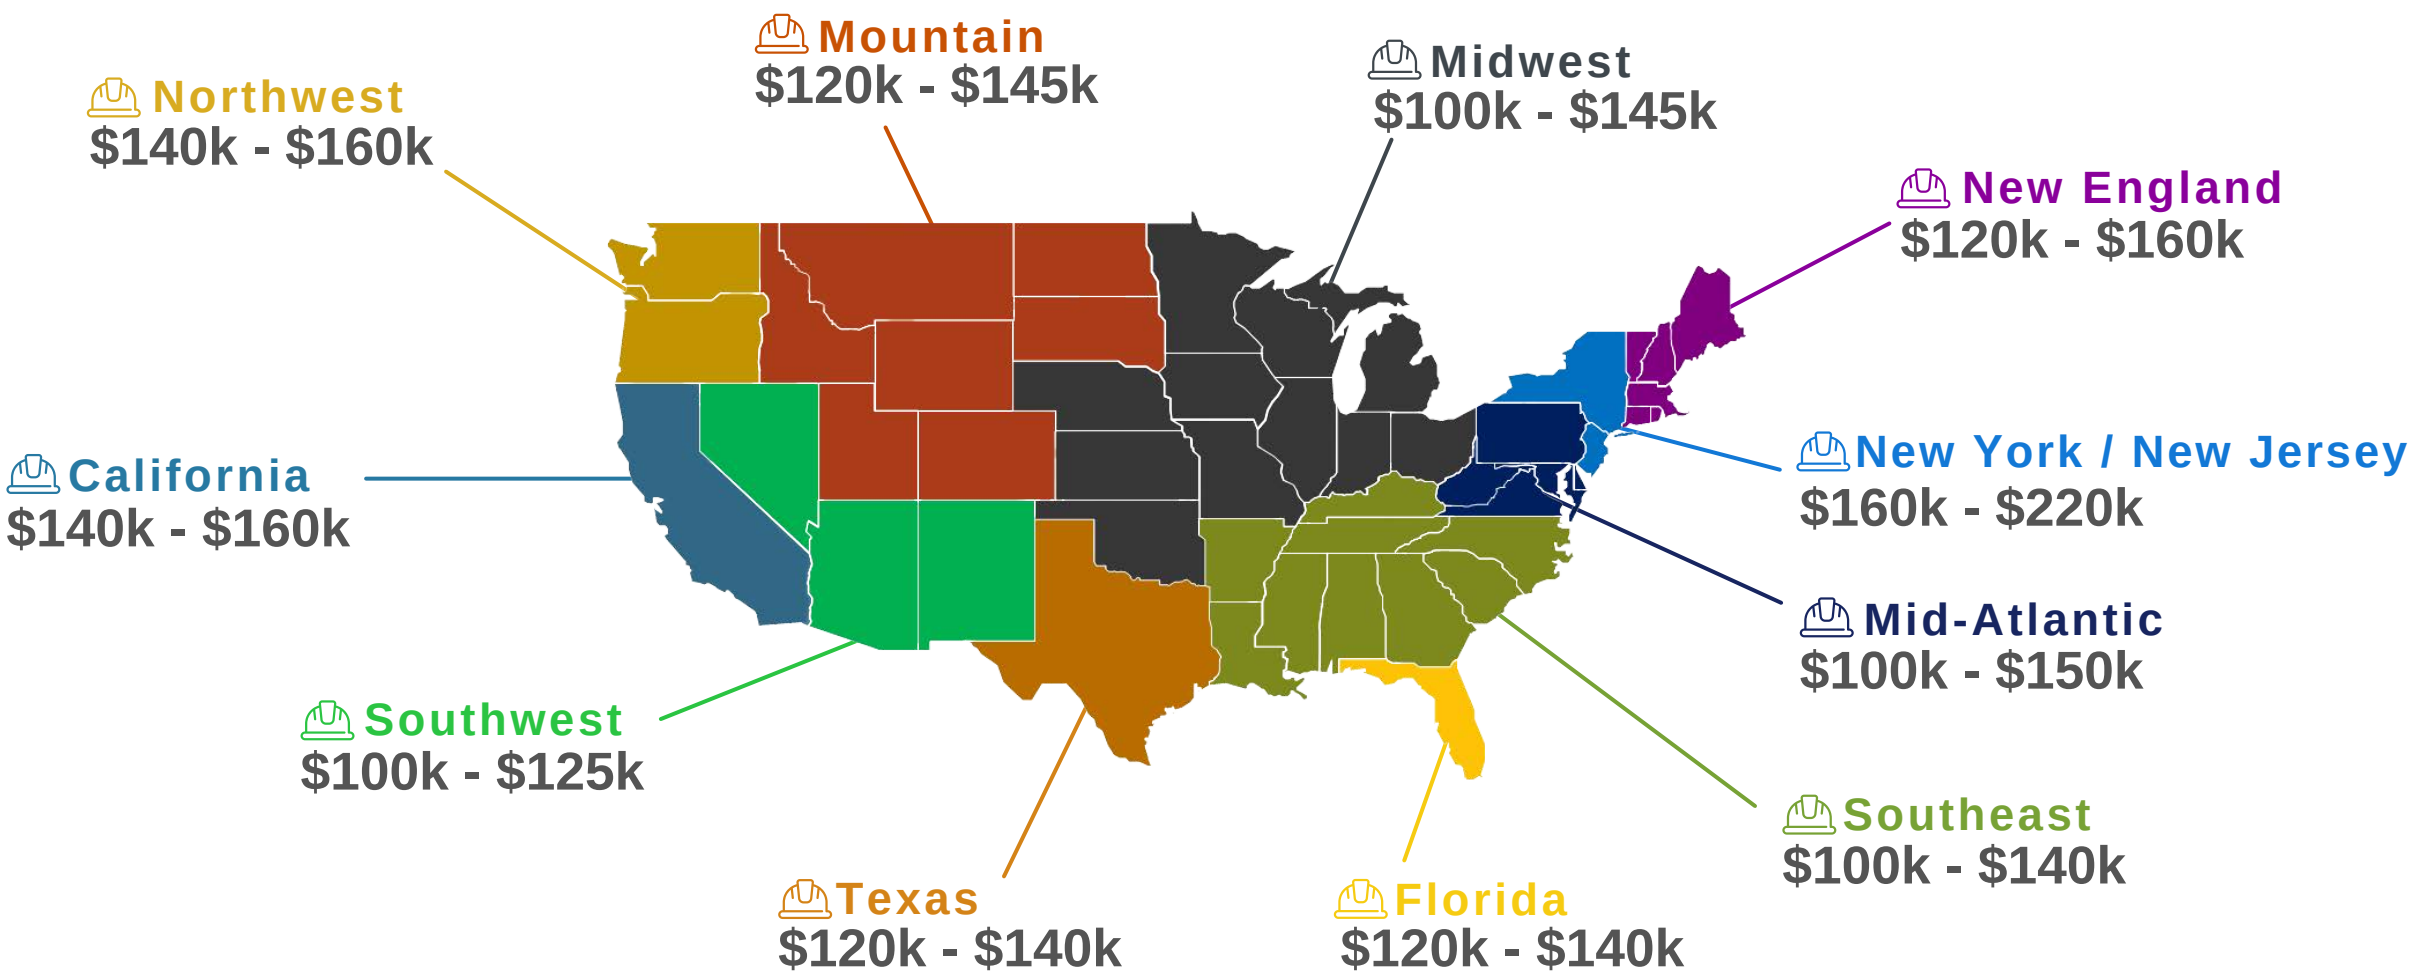 Mountain
$120k - $145k
Midwest
$100k - $145k
Northwest
$140k - $160k
New England
$120k - $160k
California
$140k - $160k
New York / New Jersey
$160k - $220k
Mid-Atlantic
$100k - $150k
Southwest
$100k - $125k
Southeast
$100k - $140k
Texas
$120k - $140k
Florida
$120k - $140k